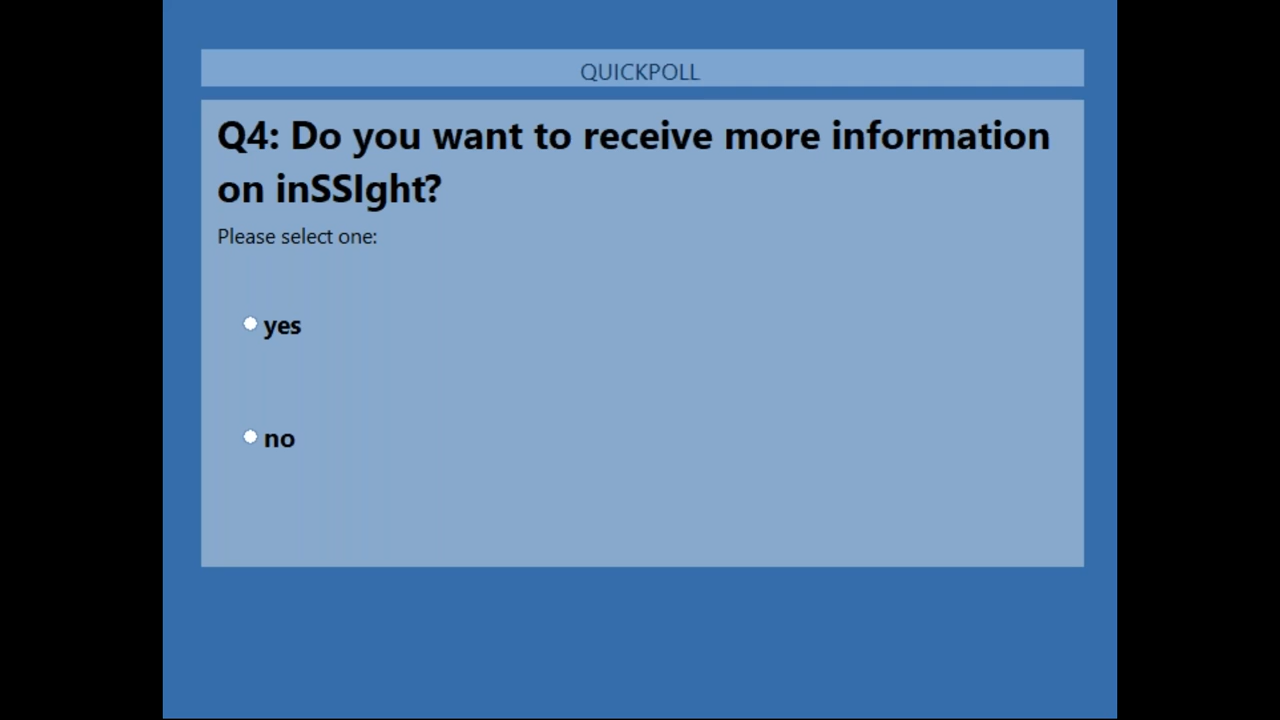 QUICKPOLL
Q4: Do you want to receive more information
on inSSIght?
Please select one:
yes
no